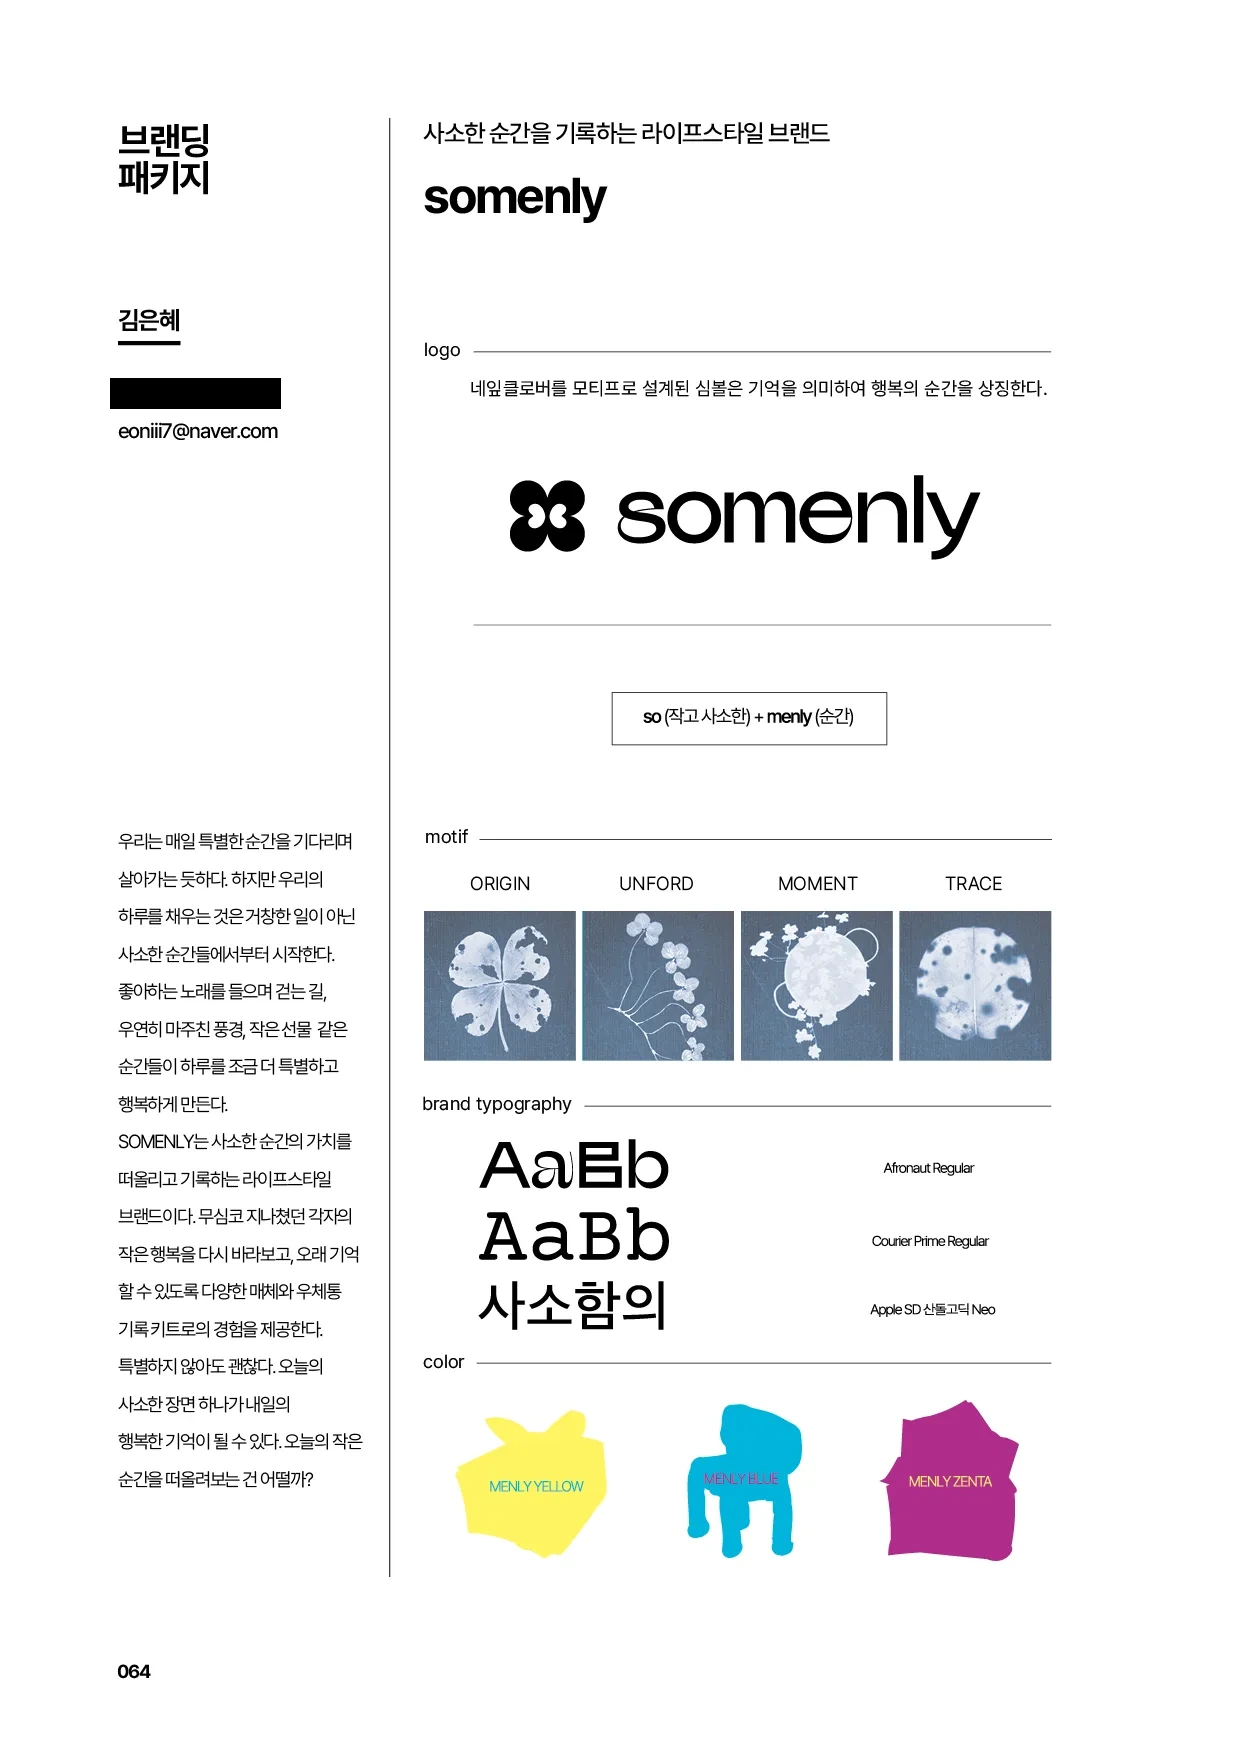 브랜딩
패키지
김은혜
eoniii7@naver.com
우리는 매일 특별한 순간을 기다리며
살아가는 듯하다. 하지만 우리의
하루를 채우는 것은 거창한 일이 아닌
사소한 순간들에서부터 시작한다.
좋아하는 노래를 들으며 걷는 길,
우연히 마주친 풍경, 작은 선물 같은
순간들이 하루를 조금 더 특별하고
행복하게 만든다.
SOMENLY는 사소한 순간의 가치를
떠올리고 기록하는 라이프스타일
브랜드이다. 무심코 지나쳤던 각자의
작은 행복을 다시 바라보고, 오래 기억
할 수 있도록 다양한 매체와 우체통
기록 키트로의 경험을 제공한다.
특별하지 않아도 괜찮다. 오늘의
사소한 장면 하나가 내일의
행복한 기억이 될 수 있다. 오늘의 작은
순간을 떠올려보는 건 어떨까?
064
사소한 순간을 기록하는 라이프스타일 브랜드
somenly
logo
네잎클로버를 모티프로 설계된 심볼은 기억을 의미하여 행복의 순간을 상징한다.
somenly
so (작고 사소한) + menly (순간)
motif
ORIGIN UNFORD MOMENT TRACE
brand typography
AaBb Afronaut Regular
AaBb Courier Prime Regular
사소함의 Apple SD 산돌고딕 Neo
color
MENLY YELLOW MENLY BLUE MENLY ZENTA